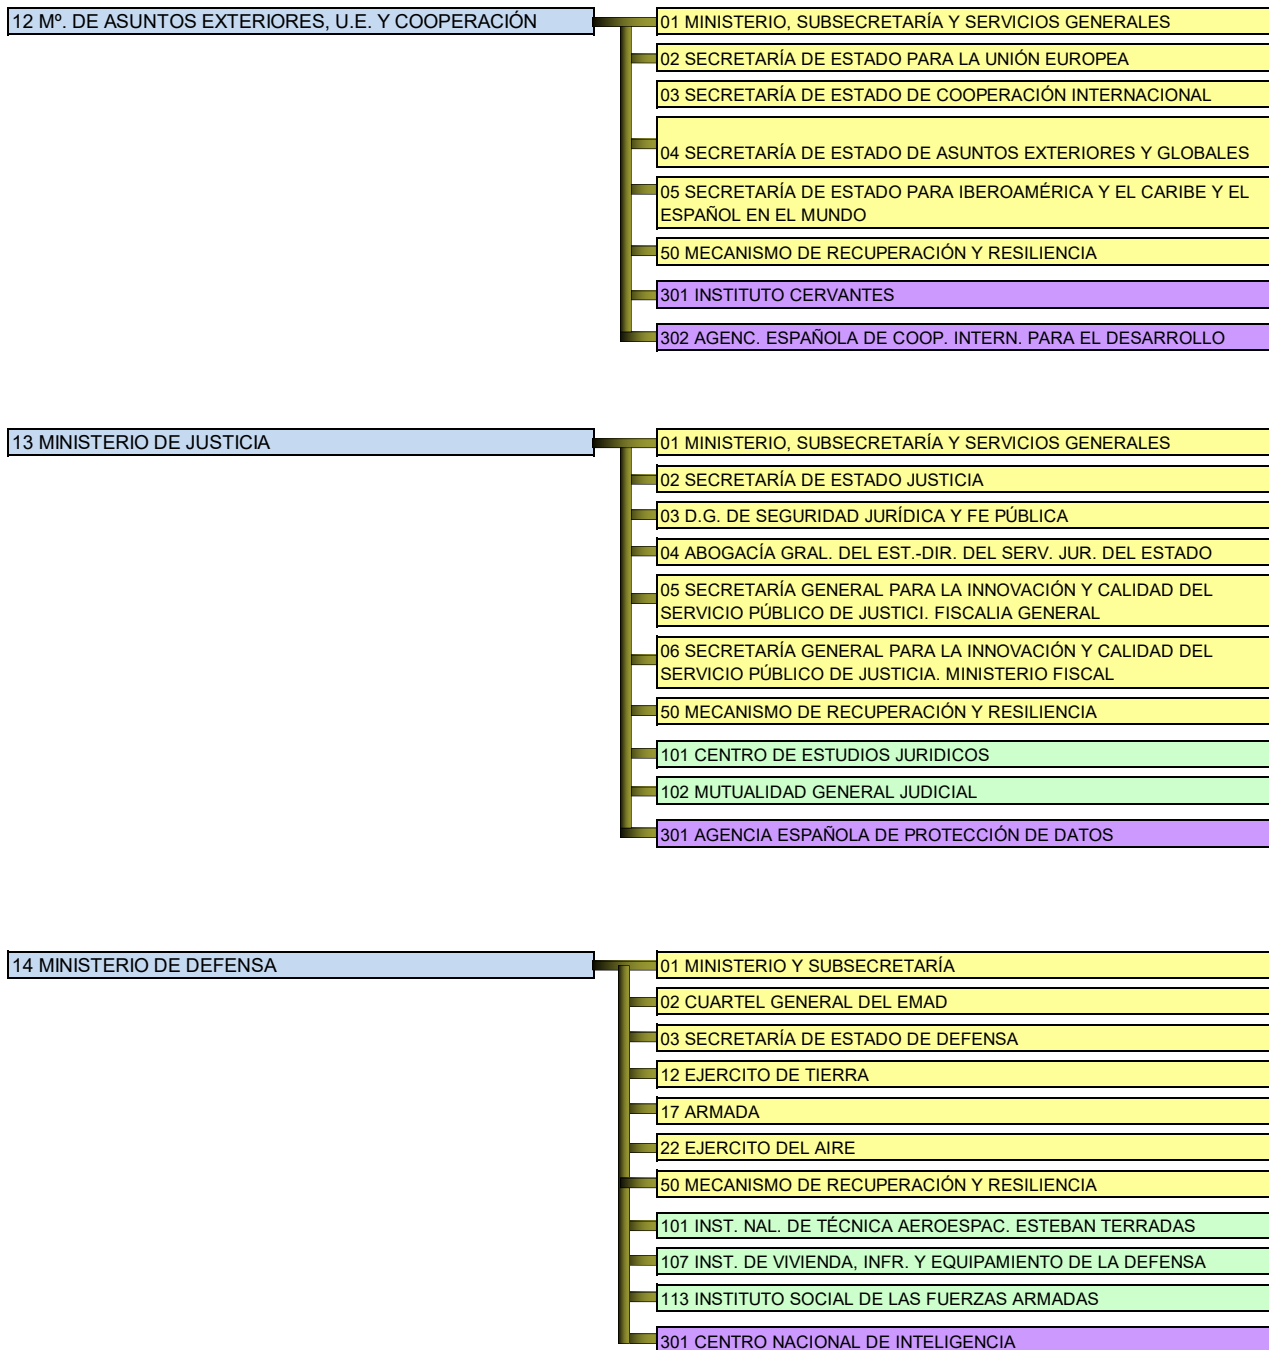 12 Mº. DE ASUNTOS EXTERIORES, U.E. Y COOPERACIÓN
01 MINISTERIO, SUBSECRETARÍA Y SERVICIOS GENERALES
02 SECRETARÍA DE ESTADO PARA LA UNIÓN EUROPEA
03 SECRETARÍA DE ESTADO DE COOPERACIÓN INTERNACIONAL
04 SECRETARÍA DE ESTADO DE ASUNTOS EXTERIORES Y GLOBALES
05 SECRETARÍA DE ESTADO PARA IBEROAMÉRICA Y EL CARIBE Y EL
ESPAÑOL EN EL MUNDO
50 MECANISMO DE RECUPERACIÓN Y RESILIENCIA
301 INSTITUTO CERVANTES
302 AGENC. ESPAÑOLA DE COOP. INTERN. PARA EL DESARROLLO
13 MINISTERIO DE JUSTICIA
01 MINISTERIO, SUBSECRETARÍA Y SERVICIOS GENERALES
02 SECRETARÍA DE ESTADO JUSTICIA
03 D.G. DE SEGURIDAD JURÍDICA Y FE PÚBLICA
04 ABOGACÍA GRAL. DEL EST.-DIR. DEL SERV. JUR. DEL ESTADO
05 SECRETARÍA GENERAL PARA LA INNOVACIÓN Y CALIDAD DEL
SERVICIO PÚBLICO DE JUSTICI. FISCALIA GENERAL
06 SECRETARÍA GENERAL PARA LA INNOVACIÓN Y CALIDAD DEL
SERVICIO PÚBLICO DE JUSTICIA. MINISTERIO FISCAL
50 MECANISMO DE RECUPERACIÓN Y RESILIENCIA
101 CENTRO DE ESTUDIOS JURIDICOS
102 MUTUALIDAD GENERAL JUDICIAL
301 AGENCIA ESPAÑOLA DE PROTECCIÓN DE DATOS
14 MINISTERIO DE DEFENSA
01 MINISTERIO Y SUBSECRETARÍA
02 CUARTEL GENERAL DEL EMAD
03 SECRETARÍA DE ESTADO DE DEFENSA
12 EJERCITO DE TIERRA
17 ARMADA
22 EJERCITO DEL AIRE
50 MECANISMO DE RECUPERACIÓN Y RESILIENCIA
101 INST. NAL. DE TÉCNICA AEROESPAC. ESTEBAN TERRADAS
107 INST. DE VIVIENDA, INFR. Y EQUIPAMIENTO DE LA DEFENSA
113 INSTITUTO SOCIAL DE LAS FUERZAS ARMADAS
301 CENTRO NACIONAL DE INTELIGENCIA